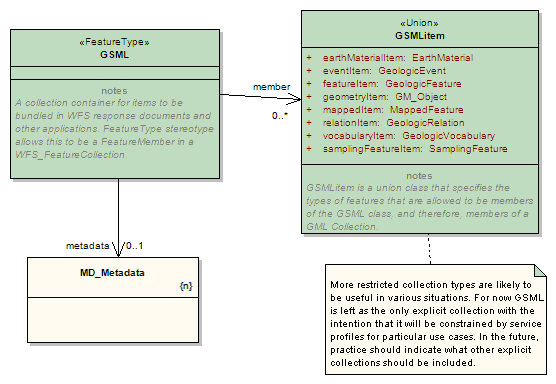 «FeatureType»
GSML
notes
A collection container for items to be
bundled in WFS response documents and
other applications. FeatureType stereotype
allows this to be a FeatureMember in a
WFS_FeatureCollection.
member
0..*
«Union»
GSMLitem
+ earthMaterialItem: EarthMaterial
+ eventItem: GeologicEvent
+ featureItem: GeologicFeature
+ geometryItem: GM_Object
+ mappedItem: MappedFeature
+ relationItem: GeologicRelation
+ vocabularyItem: GeologicVocabulary
+ samplingFeatureItem: SamplingFeature
notes
GSMLitem is a union class that specifies the
types of features that are allowed to be members
of the GSML class, and therefore, members of a
GML Collection.
metadata
0..1
MD_Metadata
{n}
More restricted collection types are likely to
be useful in various situations. For now GSML
is left as the only explicit collection with the
intention that it will be constrained by service
profiles for particular use cases. In the future,
practice should indicate what other explicit
collections should be included.